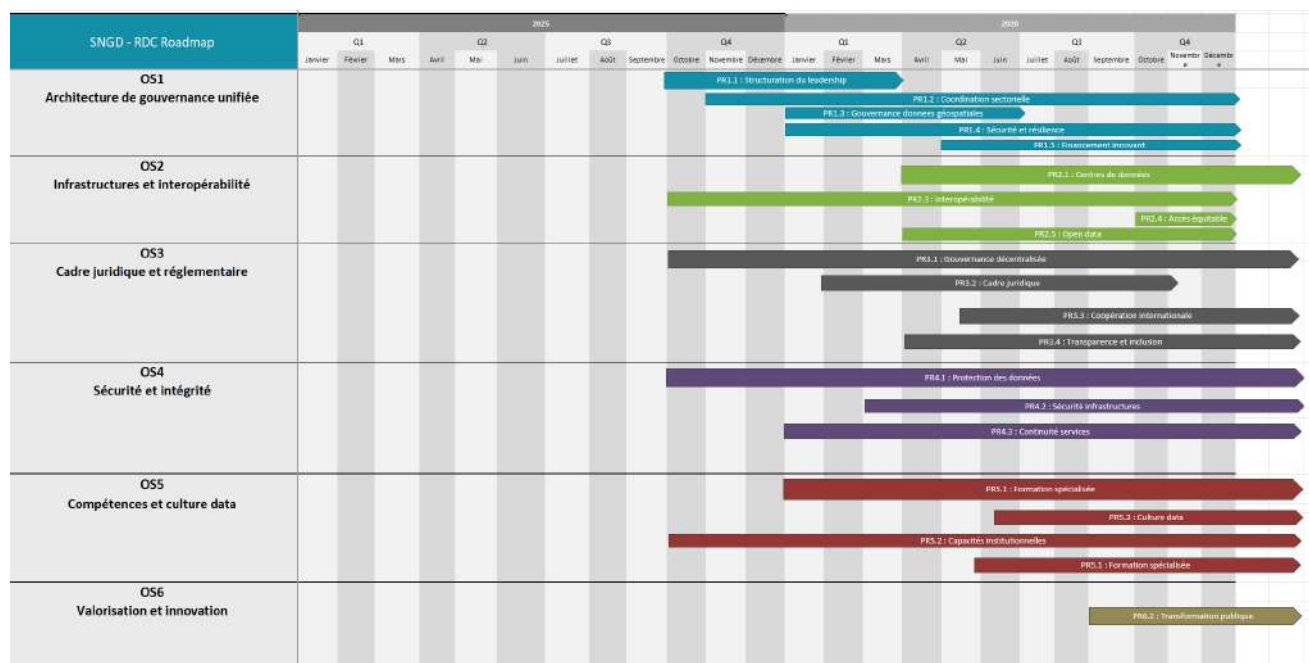 SNGD - RDC Roadmap
2025
Q1
Q2
Q3
Q4
Q1
Q2
Q3
Q4
Janvier
Février
Mars
Avril
Mai
Juin
Juillet
Août
Septembre
Octobre
Novembre
Décembre
Janvier
Février
Mars
Avril
Mai
Juin
Juillet
Août
Septembre
Octobre
Novembr
e
Décembr
e
OS1
Architecture de gouvernance unifiée
PR1.1 : Structuration du leadership
PR1.2 : Coordination sectorielle
PR1.3 : Gouvernance données géospatiales
PR1.4 : Sécurité et résilience
PR1.5 : Financement innovant
OS2
Infrastructures et interopérabilité
PR2.1 : Centres de données
PR2.3 : Interopérabilité
PR2.4 : Accès équitable
PR2.5 : Open data
OS3
Cadre juridique et réglementaire
PR3.1 : Gouvernance décentralisée
PR3.2 : Cadre juridique
PR3.3 : Coopération internationale
PR3.4 : Transparence et inclusion
OS4
Sécurité et intégrité
PR4.1 : Protection des données
PR4.2 : Sécurité infrastructures
PR4.3 : Continuité services
OS5
Compétences et culture data
PR5.1 : Formation spécialisée
PR5.3 : Culture data
PR5.2 : Capacités institutionnelles
PR5.1 : Formation spécialisée
OS6
Valorisation et innovation
PR6.2 : Transformation publique